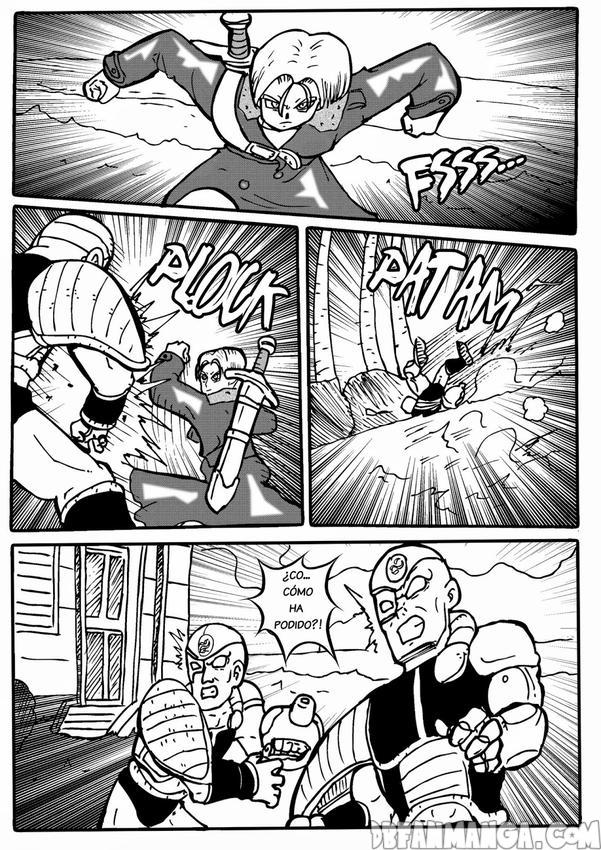 FSSS...
PLOCK
PATAM
¿CO...
CÓMO
HA
PODIDO?!
DBFANMANGA.COM